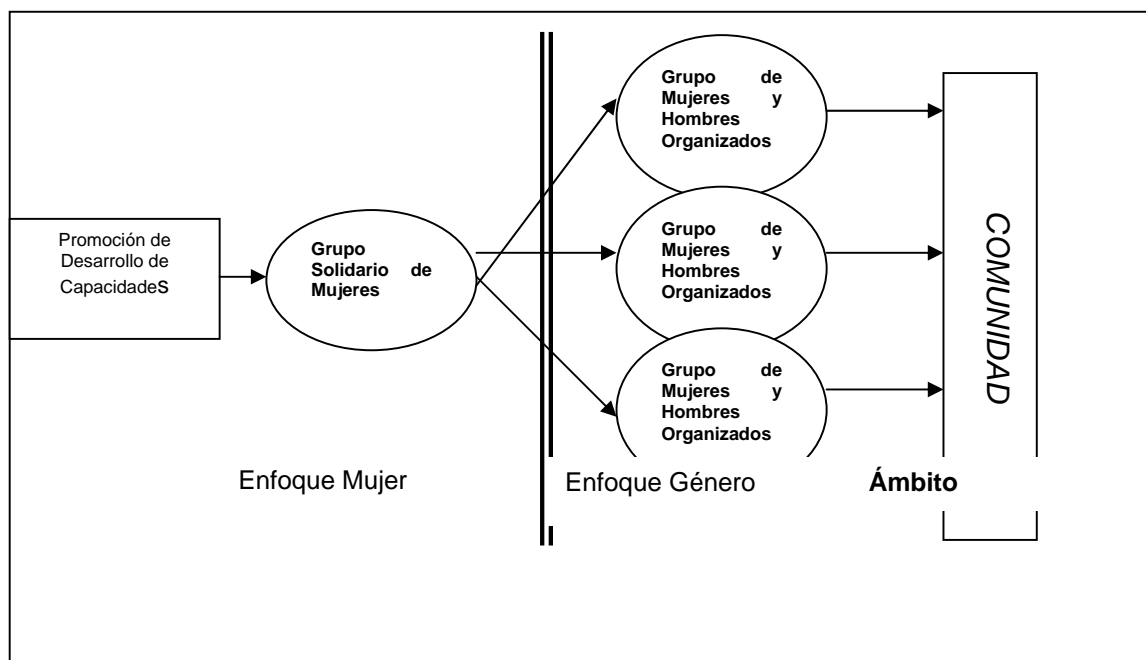 Promoción de
Desarrollo de
CapacidadeS
Grupo
Solidario de
Mujeres
Grupo de
Mujeres y
Hombres
Organizados
Grupo de
Mujeres y
Hombres
Organizados
Grupo de
Mujeres y
Hombres
Organizados
COMUNIDAD
Enfoque Mujer
Enfoque Género
Ámbito